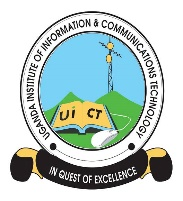 UGANDA INSTITUTE OF INFORMATION & COMMUNICATIONS TECHNOLOGY
UiCT
IN QUEST OF EXCELLENCE